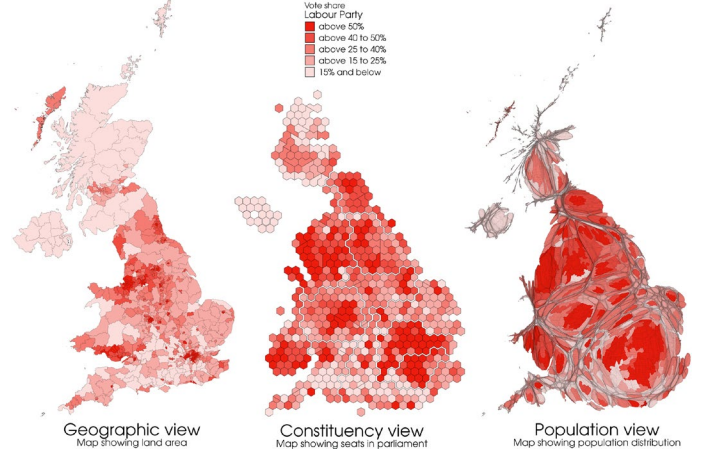 Vote share
Labour Party
above 50%
above 40 to 50%
above 25 to 40%
above 15 to 25%
15% and below
Geographic view
Map showing land area
Constituency view
Map showing seats in parliament
Population view
Map showing population distribution